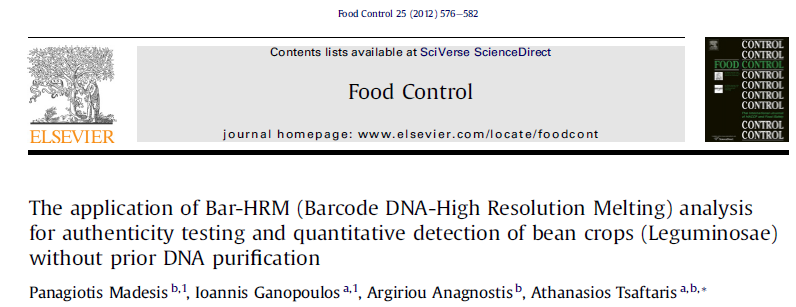 Food Control 25 (2012) 576–582
Contents lists available at SciVerse ScienceDirect
Food Control
journal homepage: www.elsevier.com/locate/foodcont
ELSEVIER
CONTROL
CONTROL
FOOD CONTROL
CONTROL
CONTROL
CONTROL
CONTROL
CONTROL
CONTROL
The application of Bar-HRM (Barcode DNA-High Resolution Melting) analysis
for authenticity testing and quantitative detection of bean crops (Leguminosae)
without prior DNA purification
Panagiotis Madesis b,1, Ioannis Ganopoulos a,1, Argiriou Anagnostis b, Athanasios Tsaftaris a,b,*